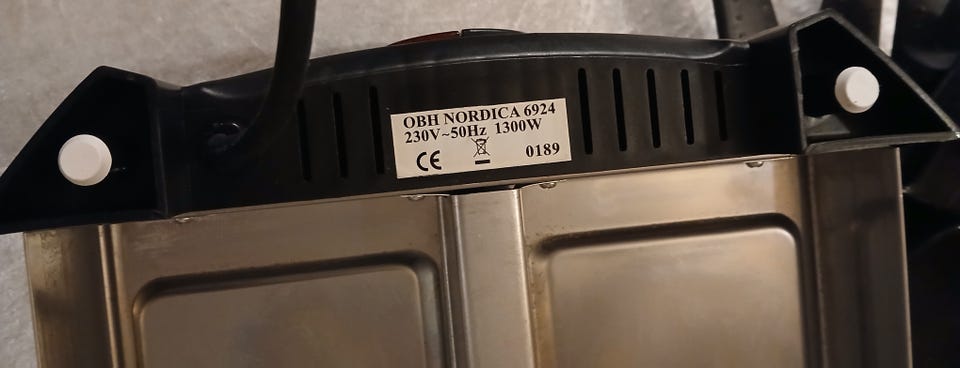 OBH NORDICA 6924
230V~50Hz 1300W
CE 0189